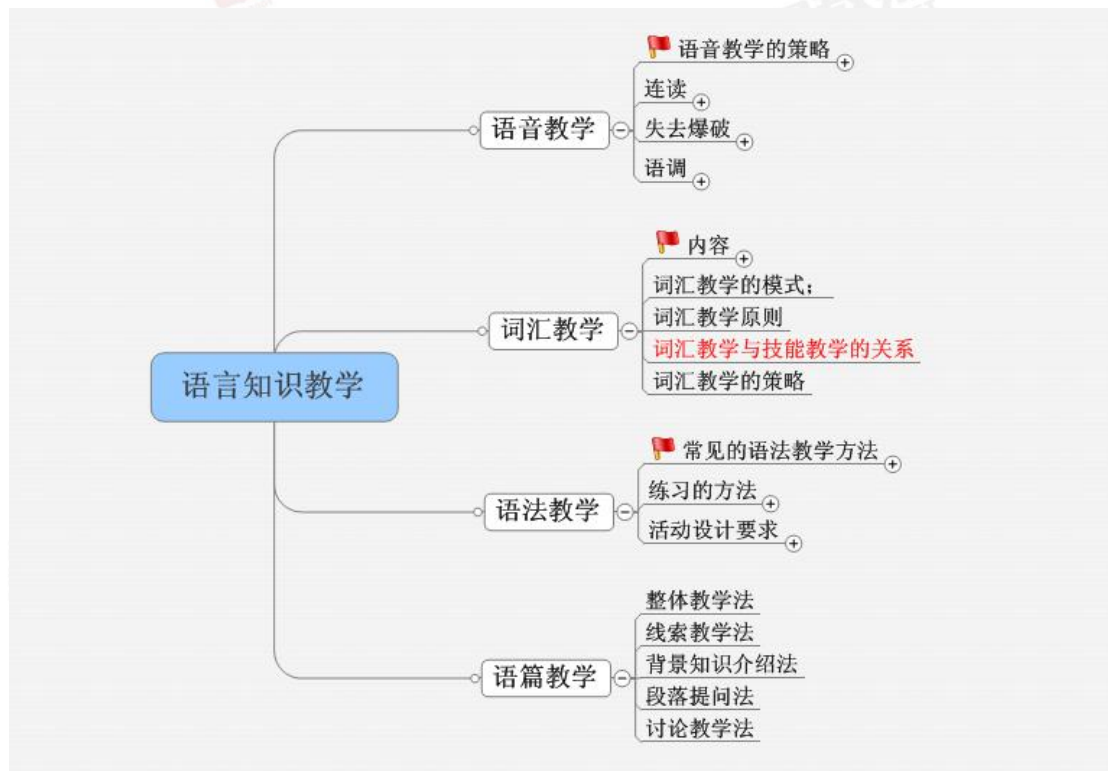 语言知识教学
语音教学
语音教学的策略
连读
失去爆破
语调
词汇教学
内容
词汇教学的模式；
词汇教学原则
词汇教学与技能教学的关系
词汇教学的策略
语法教学
常见的语法教学方法
练习的方法
活动设计要求
语篇教学
整体教学法
线索教学法
背景知识介绍法
段落提问法
讨论教学法